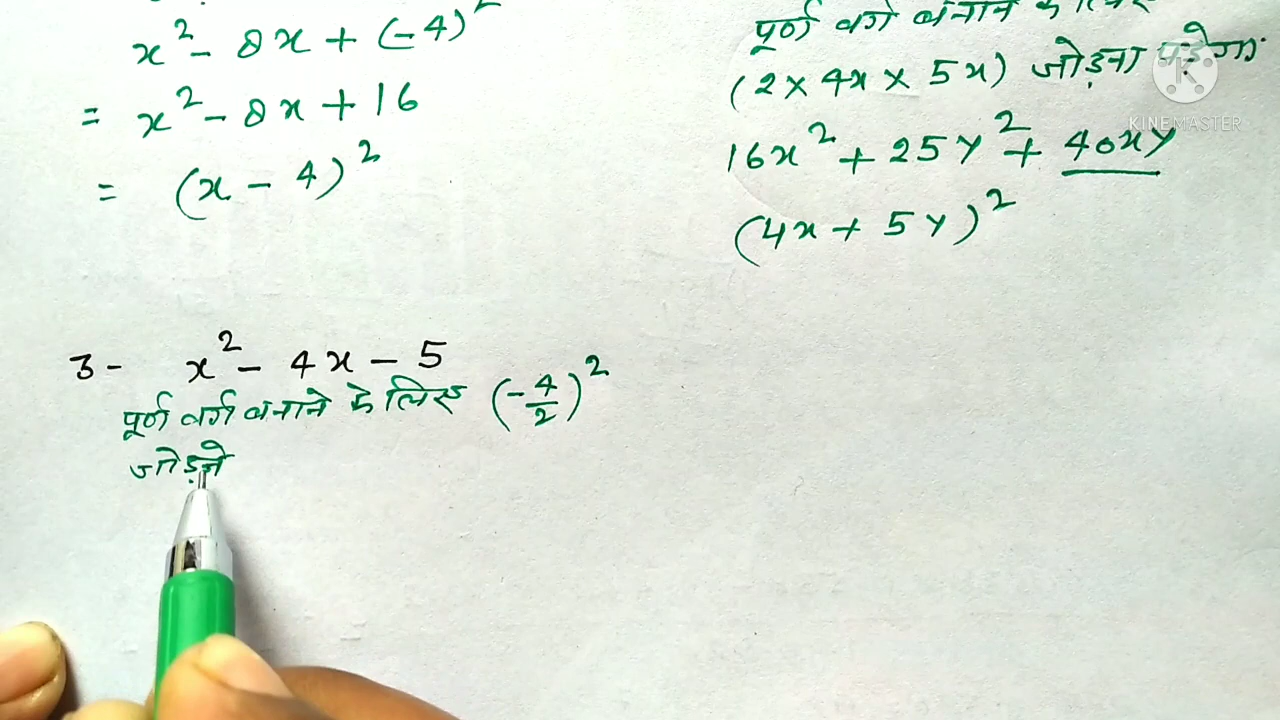 x² - 8x + (-4)²
= x² - 8x + 16
= (x - 4)²
पूर्ण वर्ग बनाने के लिए
(2 × 4x × 5x) जोड़ना पड़ेगा
16x² + 25y² + 40xy
(4x + 5y)²
3- x² - 4x - 5
पूर्ण वर्ग बनाने के लिए (-4/2)²
जोड़ने
KINEMASTER